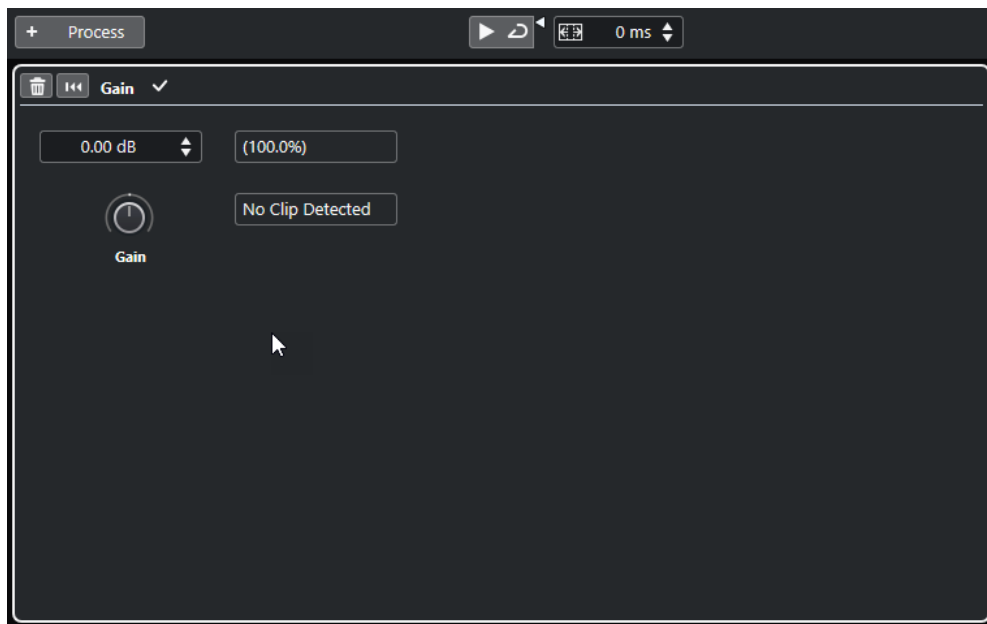 + Process
0 ms
Gain
0.00 dB
(100.0%)
No Clip Detected
Gain